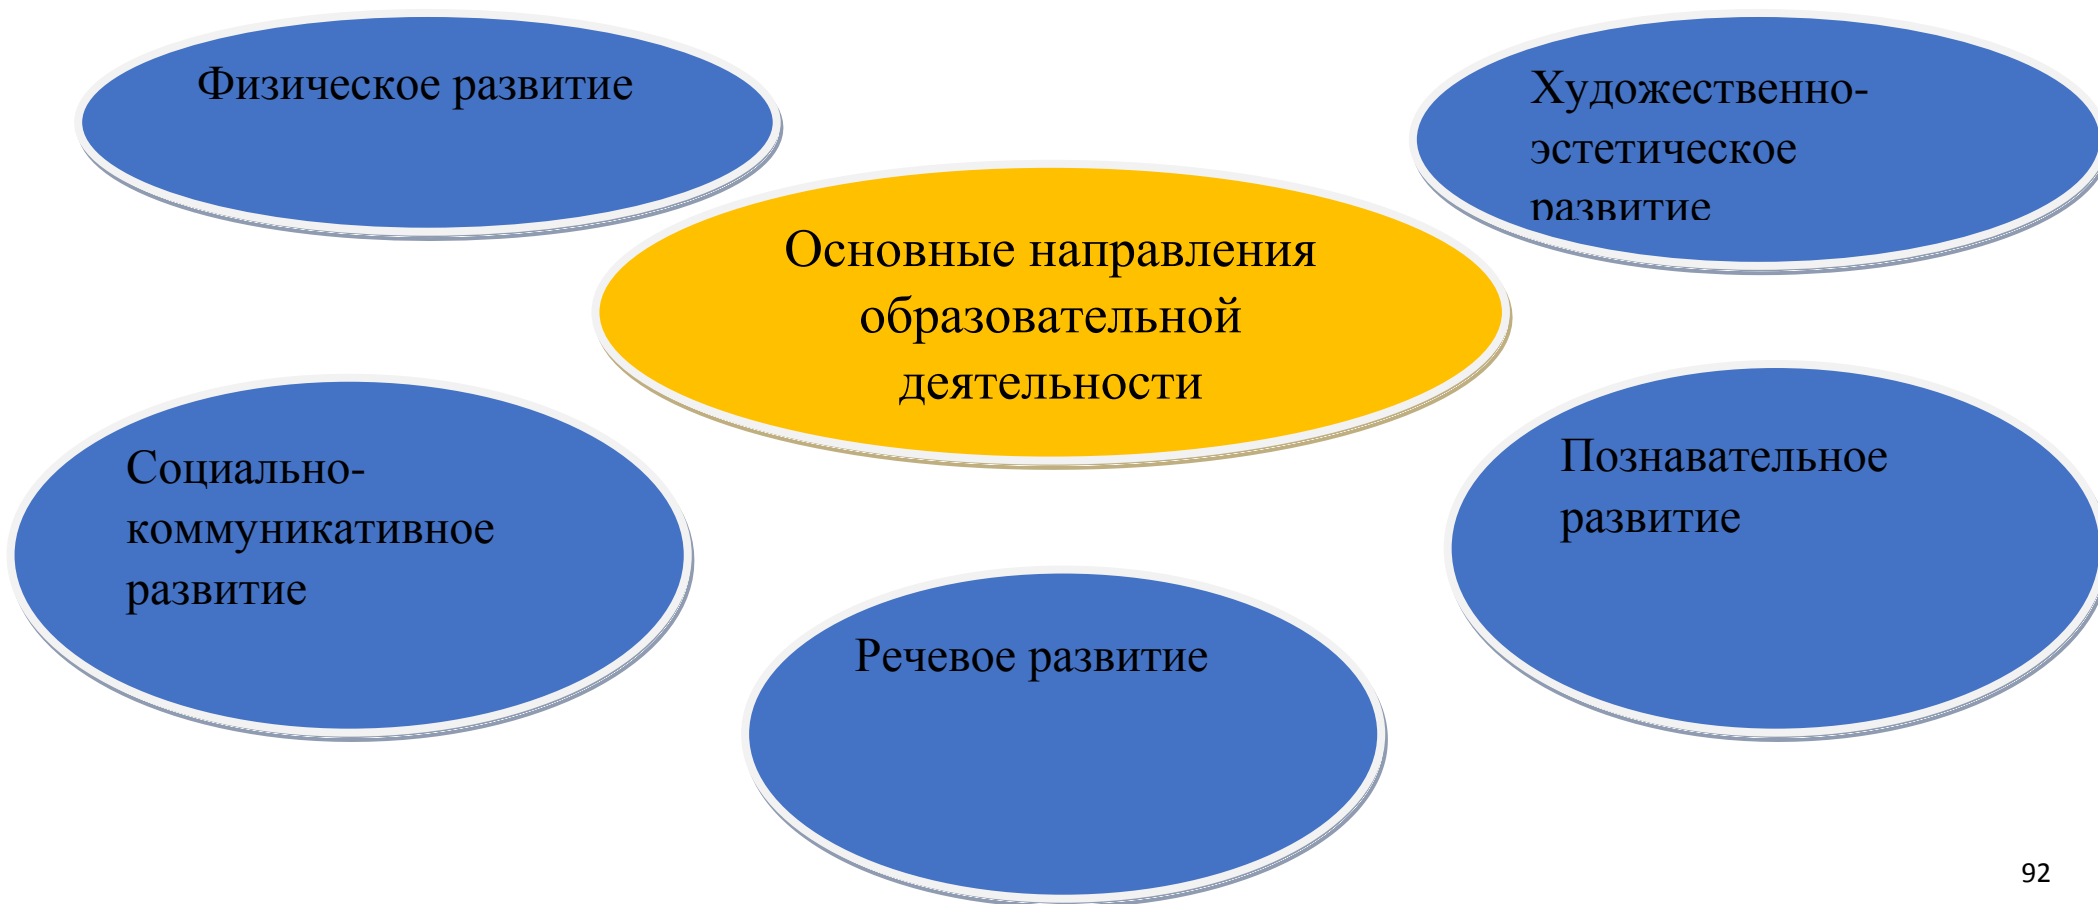 Физическое развитие
Художественно-
эстетическое
развитие
Основные направления
образовательной
деятельности
Социально-
коммуникативное
развитие
Познавательное
развитие
Речевое развитие
92